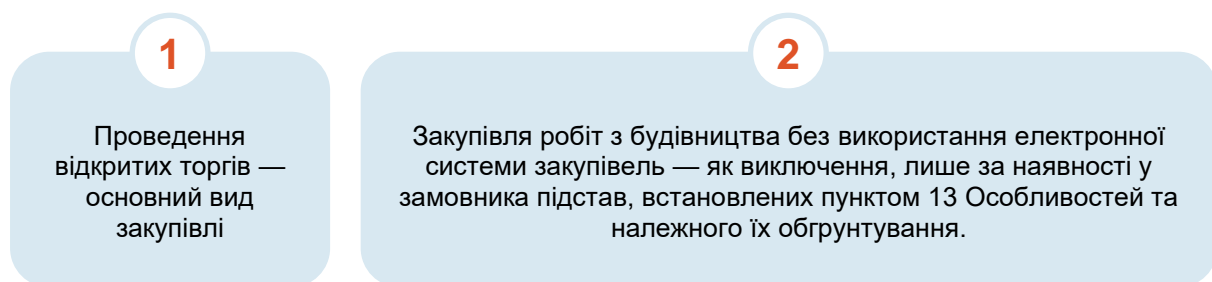 1
Проведення
відкритих торгів —
основний вид
закупівлі
2
Закупівля робіт з будівництва без використання електронної
системи закупівель — як виключення, лише за наявності у
замовника підстав, встановлених пунктом 13 Особливостей та
належного їх обгрунтування.